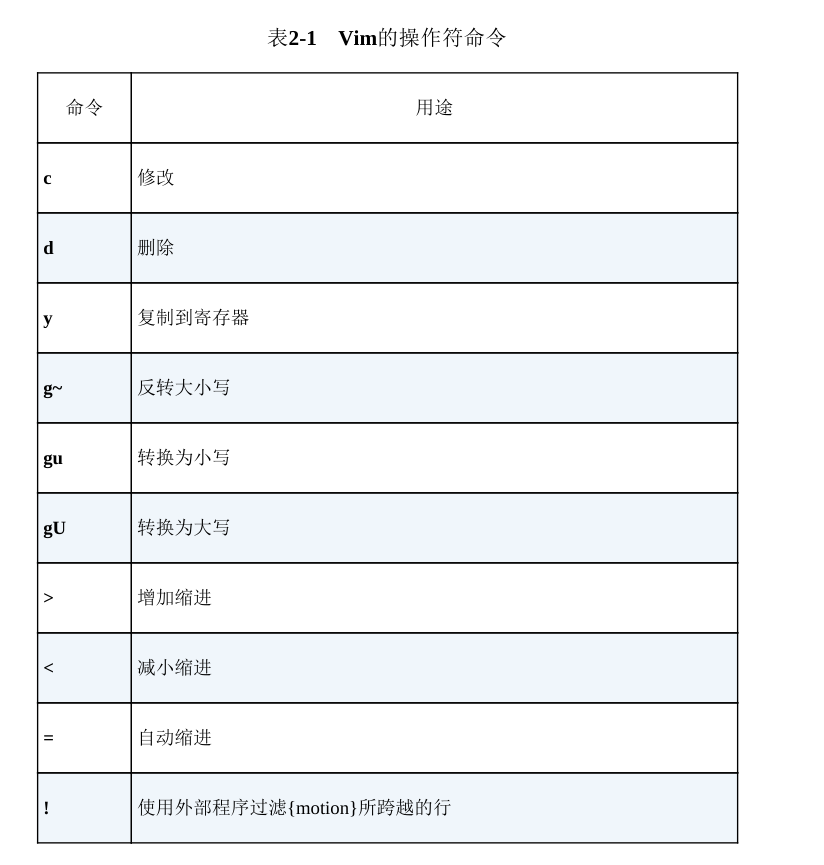 表2-1 Vim的操作符命令
命令 用途
c 修改
d 删除
y 复制到寄存器
g~ 反转大小写
gu 转换为小写
gU 转换为大写
> 增加缩进
< 减小缩进
= 自动缩进
! 使用外部程序过滤{motion}所跨越的行